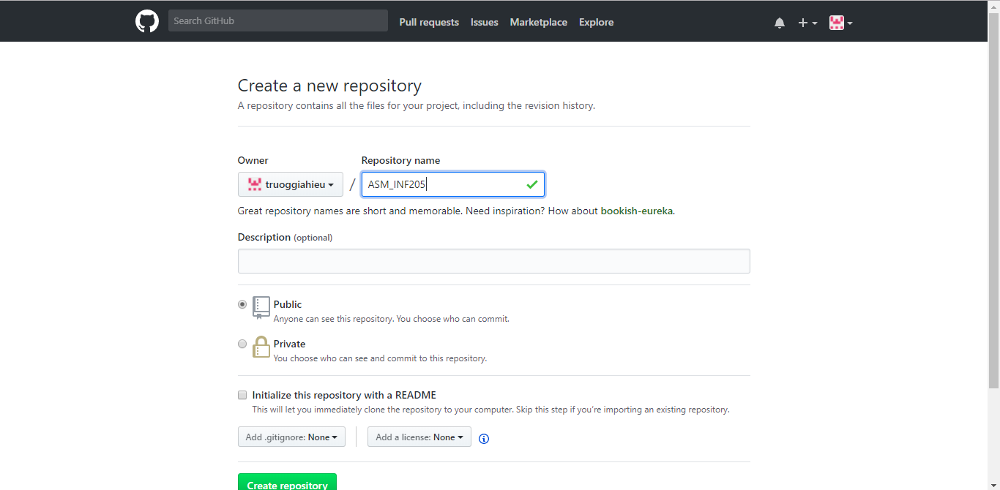 Search GitHub Pull requests Issues Marketplace Explore
Create a new repository
A repository contains all the files for your project, including the revision history.
Owner Repository name
truoggiahieu / ASM_INF205
Great repository names are short and memorable. Need inspiration? How about bookish-eureka.
Description (optional)
Public
Anyone can see this repository. You choose who can commit.
Private
You choose who can see and commit to this repository.
Initialize this repository with a README
This will let you immediately clone the repository to your computer. Skip this step if you’re importing an existing repository.
Add .gitignore: None Add a license: None
Create repository